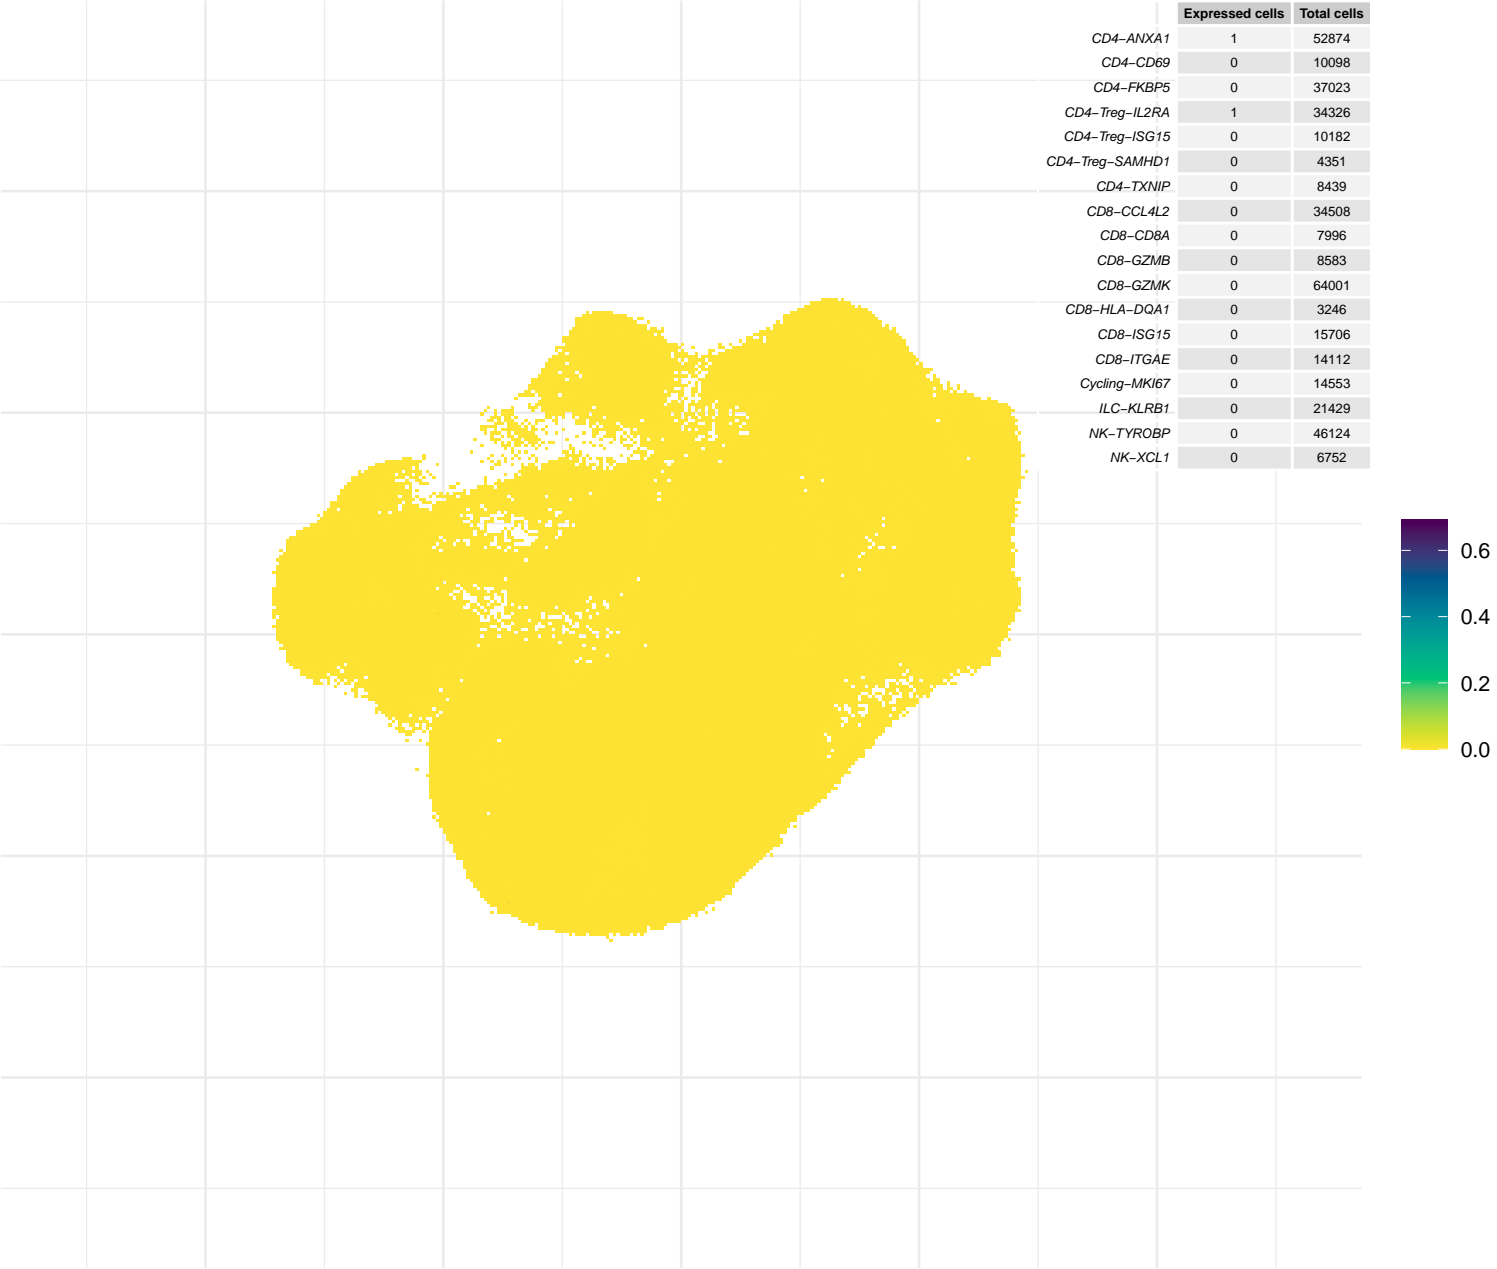 Expressed cells Total cells
CD4−ANXA1 1 52874
CD4−CD69 0 10098
CD4−FKBP5 0 37023
CD4−Treg−IL2RA 1 34326
CD4−Treg−ISG15 0 10182
CD4−Treg−SAMHD1 0 4351
CD4−TXNIP 0 8439
CD8−CCL4L2 0 34508
CD8−CD8A 0 7996
CD8−GZMB 0 8583
CD8−GZMK 0 64001
CD8−HLA−DQA1 0 3246
CD8−ISG15 0 15706
CD8−ITGAE 0 14112
Cycling−MKI67 0 14553
ILC−KLRB1 0 21429
NK−TYROBP 0 46124
NK−XCL1 0 6752
0.6
0.4
0.2
0.0